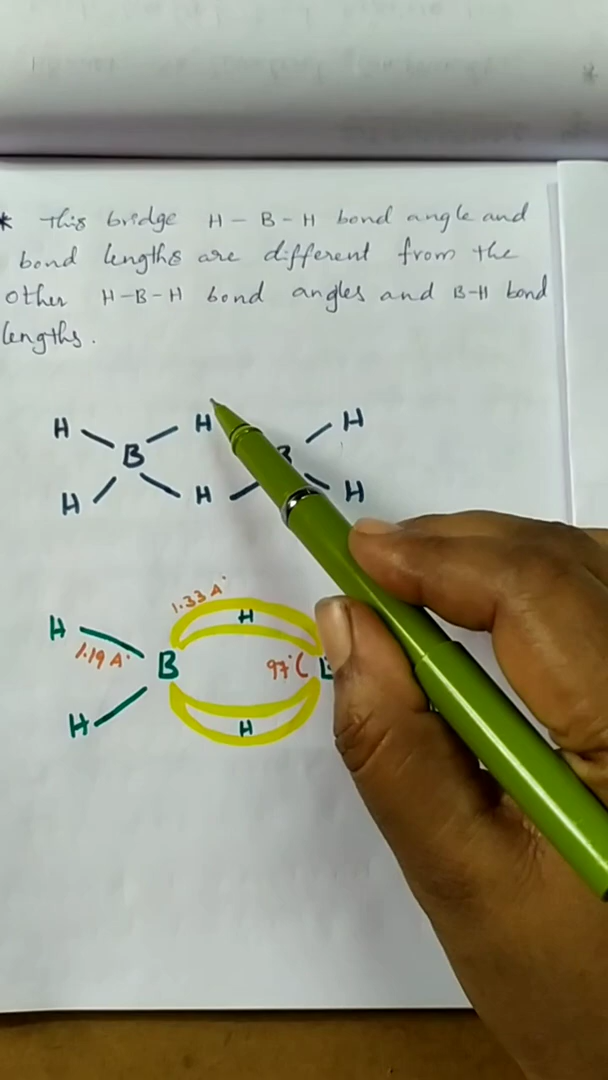 * This bridge H - B - H bond angle and
bond lengths are different from the
other H-B-H bond angles and B-H bond
lengths.
H H H
B B
H H H
1.33 A°
H H
1.19 A° B 97°
H H